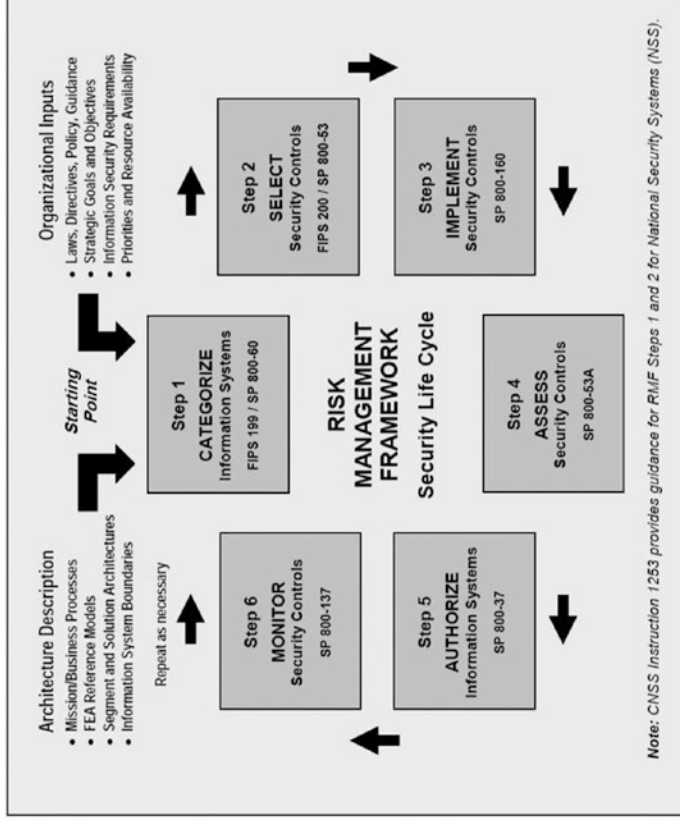 Architecture Description
• Mission/Business Processes
• FEA Reference Models
• Segment and Solution Architectures
• Information System Boundaries
Starting
Point
Organizational Inputs
• Laws, Directives, Policy, Guidance
• Strategic Goals and Objectives
• Information Security Requirements
• Priorities and Resource Availability
Repeat as necessary
Step 1
CATEGORIZE
Information Systems
FIPS 199 / SP 800-60
Step 2
SELECT
Security Controls
FIPS 200 / SP 800-53
Step 3
IMPLEMENT
Security Controls
SP 800-160
Step 4
ASSESS
Security Controls
SP 800-53A
Step 5
AUTHORIZE
Information Systems
SP 800-37
Step 6
MONITOR
Security Controls
SP 800-137
RISK
MANAGEMENT
FRAMEWORK
Security Life Cycle
Note: CNSS Instruction 1253 provides guidance for RMF Steps 1 and 2 for National Security Systems (NSS).